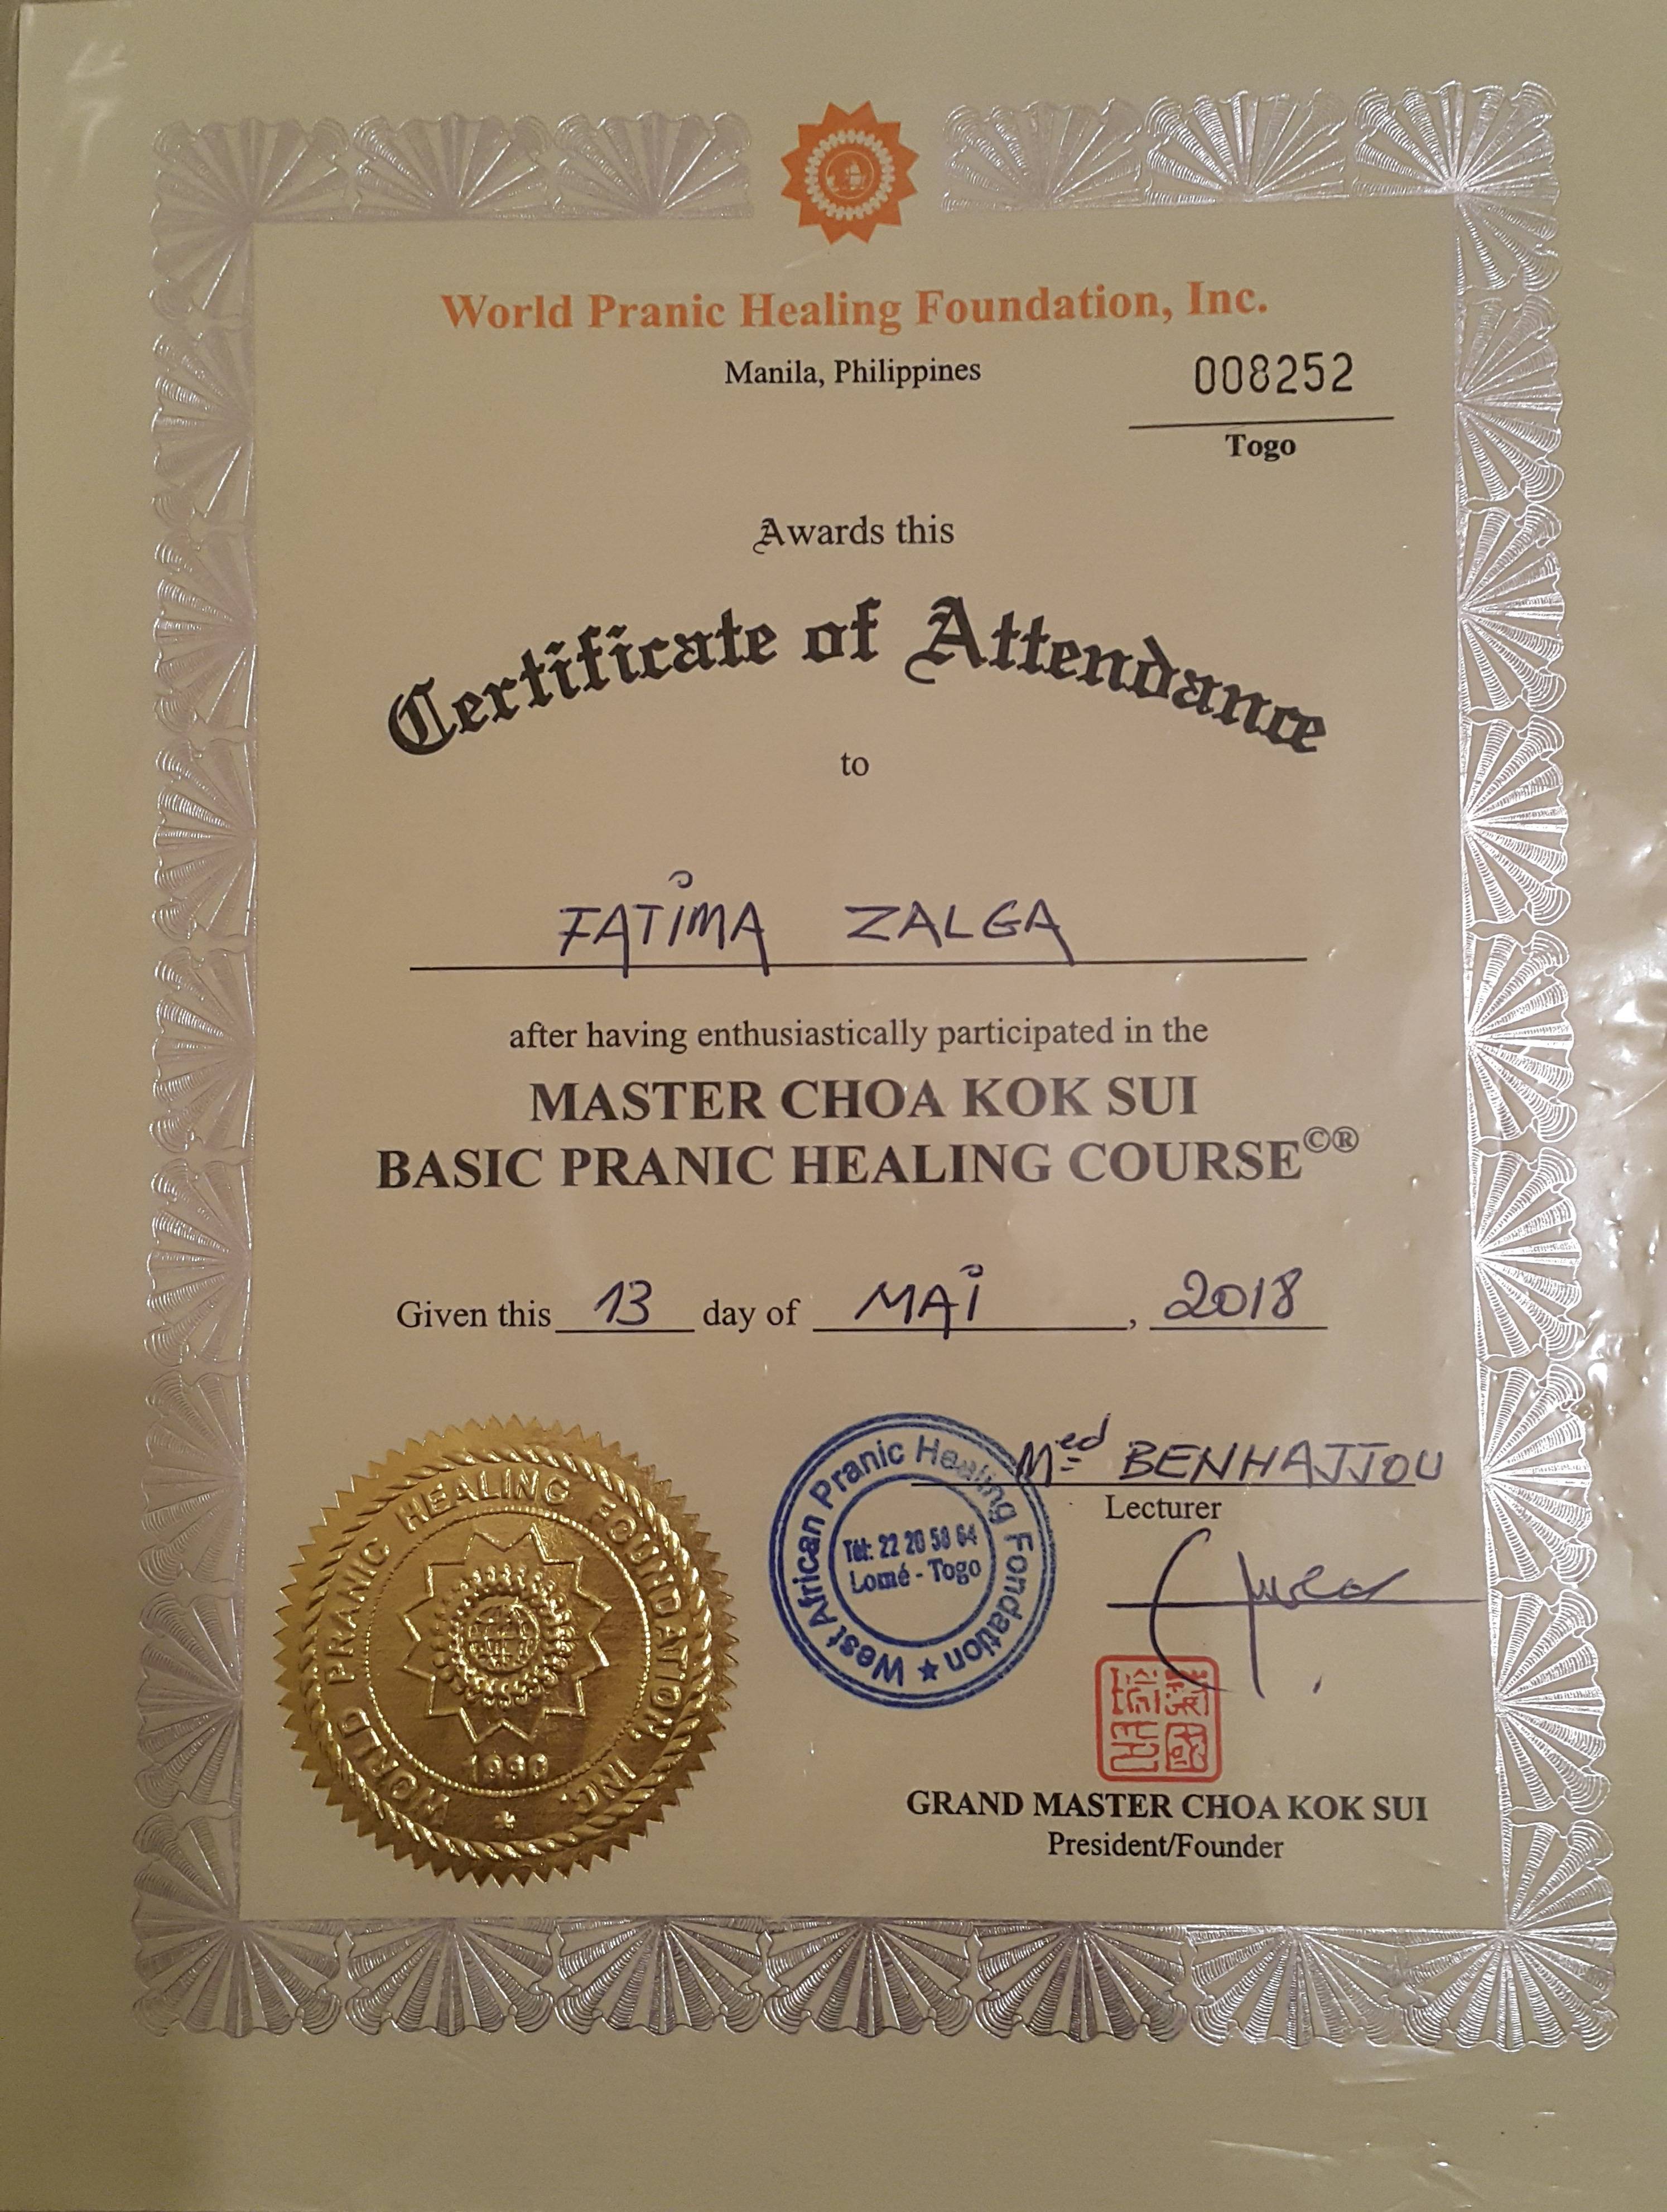 World Pranic Healing Foundation, Inc.
Manila, Philippines
008252
Togo
Awards this
Certificate of Attendance
to
FATIMA ZALGA
after having enthusiastically participated in the
MASTER CHOA KOK SUI
BASIC PRANIC HEALING COURSE©®
Given this 13 day of MAI, 2018
Med BENHAJJOU
Lecturer
West African Pranic Healing Fondation ★
Tél: 22 20 58 64
Lomé - Togo
WORLD PRANIC HEALING FOUNDATION, INC.
1990
GRAND MASTER CHOA KOK SUI
President/Founder